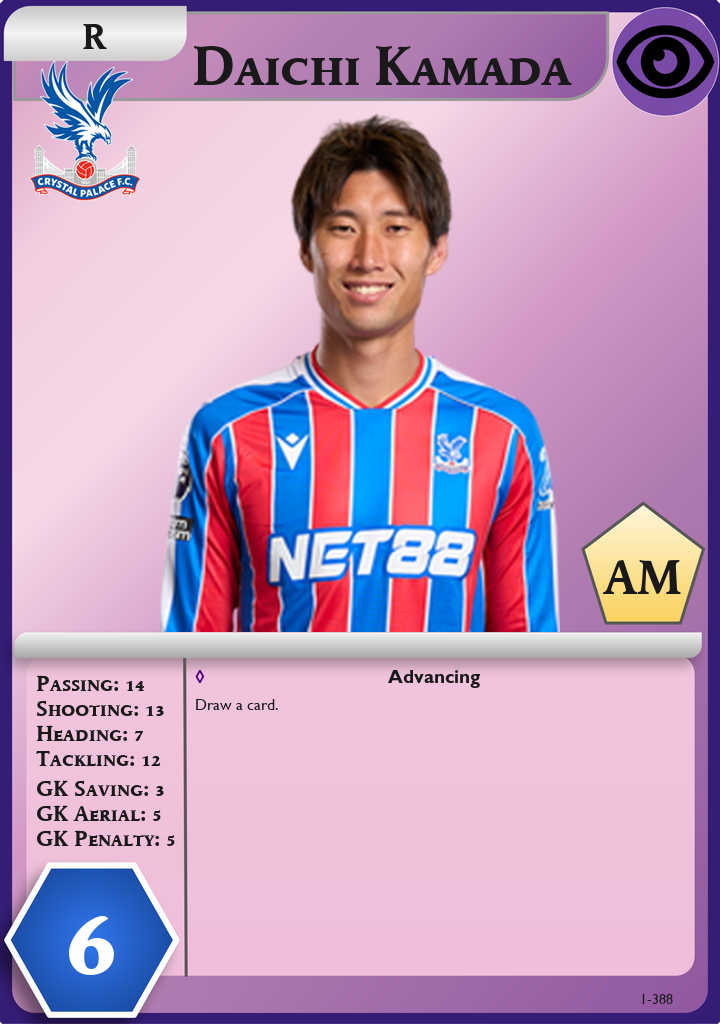 R
Daichi Kamada
CRYSTAL PALACE F.C.
NET88
AM
Passing: 14
Shooting: 13
Heading: 7
Tackling: 12
GK Saving: 3
GK Aerial: 5
GK Penalty: 5
6
◊ Advancing
Draw a card.
1-388